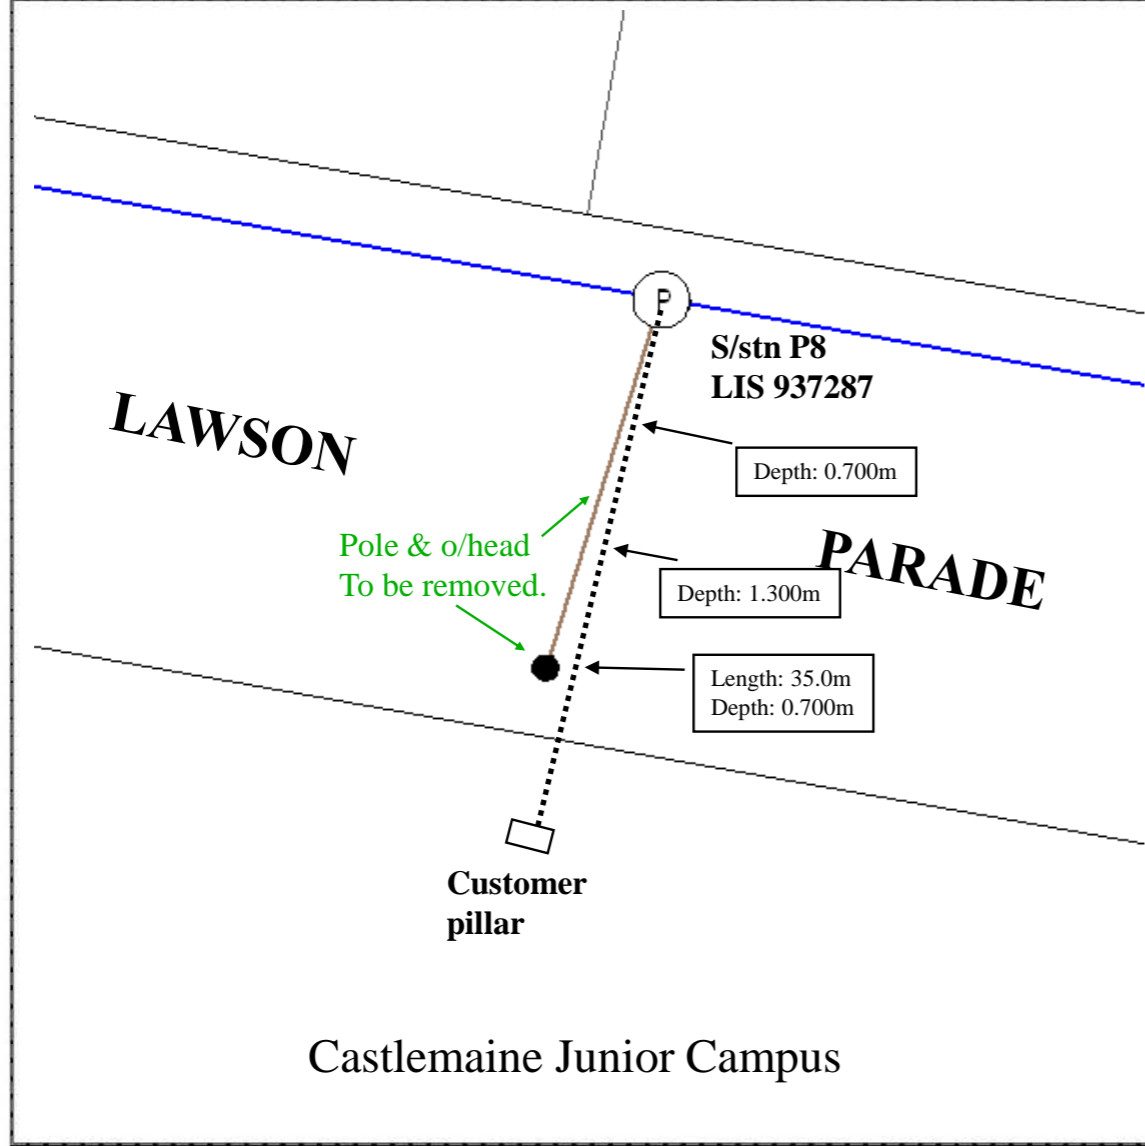 P
S/stn P8
LIS 937287
LAWSON
Depth: 0.700m
Pole & o/head
To be removed.
PARADE
Depth: 1.300m
Length: 35.0m
Depth: 0.700m
Customer
pillar
Castlemaine Junior Campus